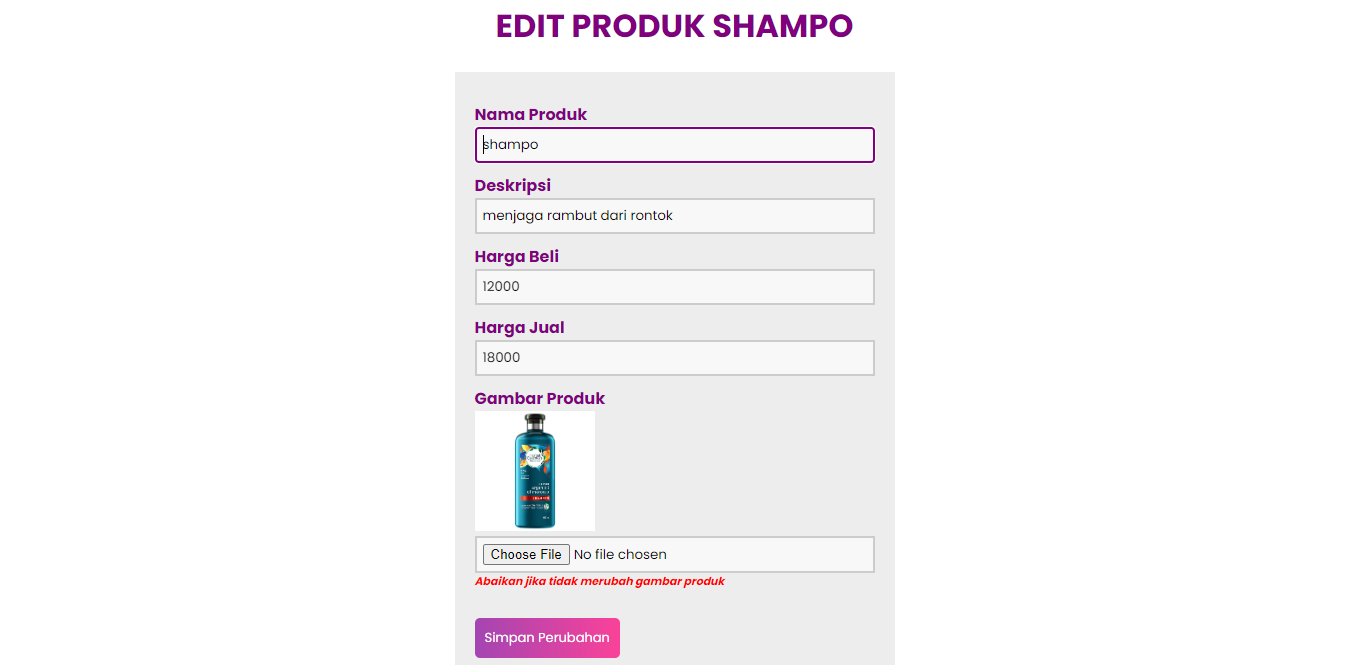 EDIT PRODUK SHAMPO
Nama Produk
shampo
Deskripsi
menjaga rambut dari rontok
Harga Beli
12000
Harga Jual
18000
Gambar Produk
Choose File No file chosen
Abaikan jika tidak merubah gambar produk
Simpan Perubahan